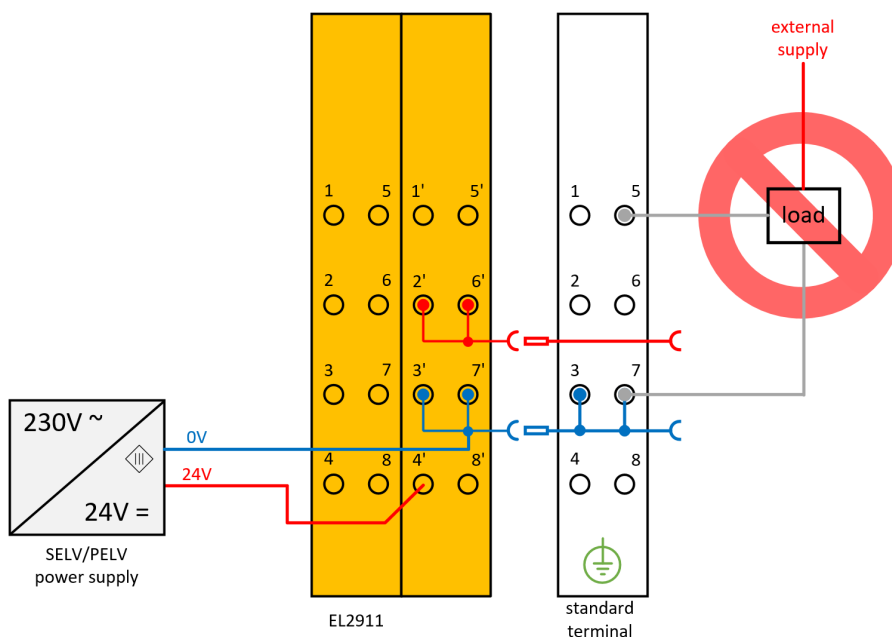 external
supply
1 5 1' 5' 1 5
load
2 6 2' 6' 2 6
3 7 3' 7' 3 7
230V ~
0V
4 8 4' 8' 4 8
24V
24V =
SELV/PELV
power supply
EL2911
standard
terminal